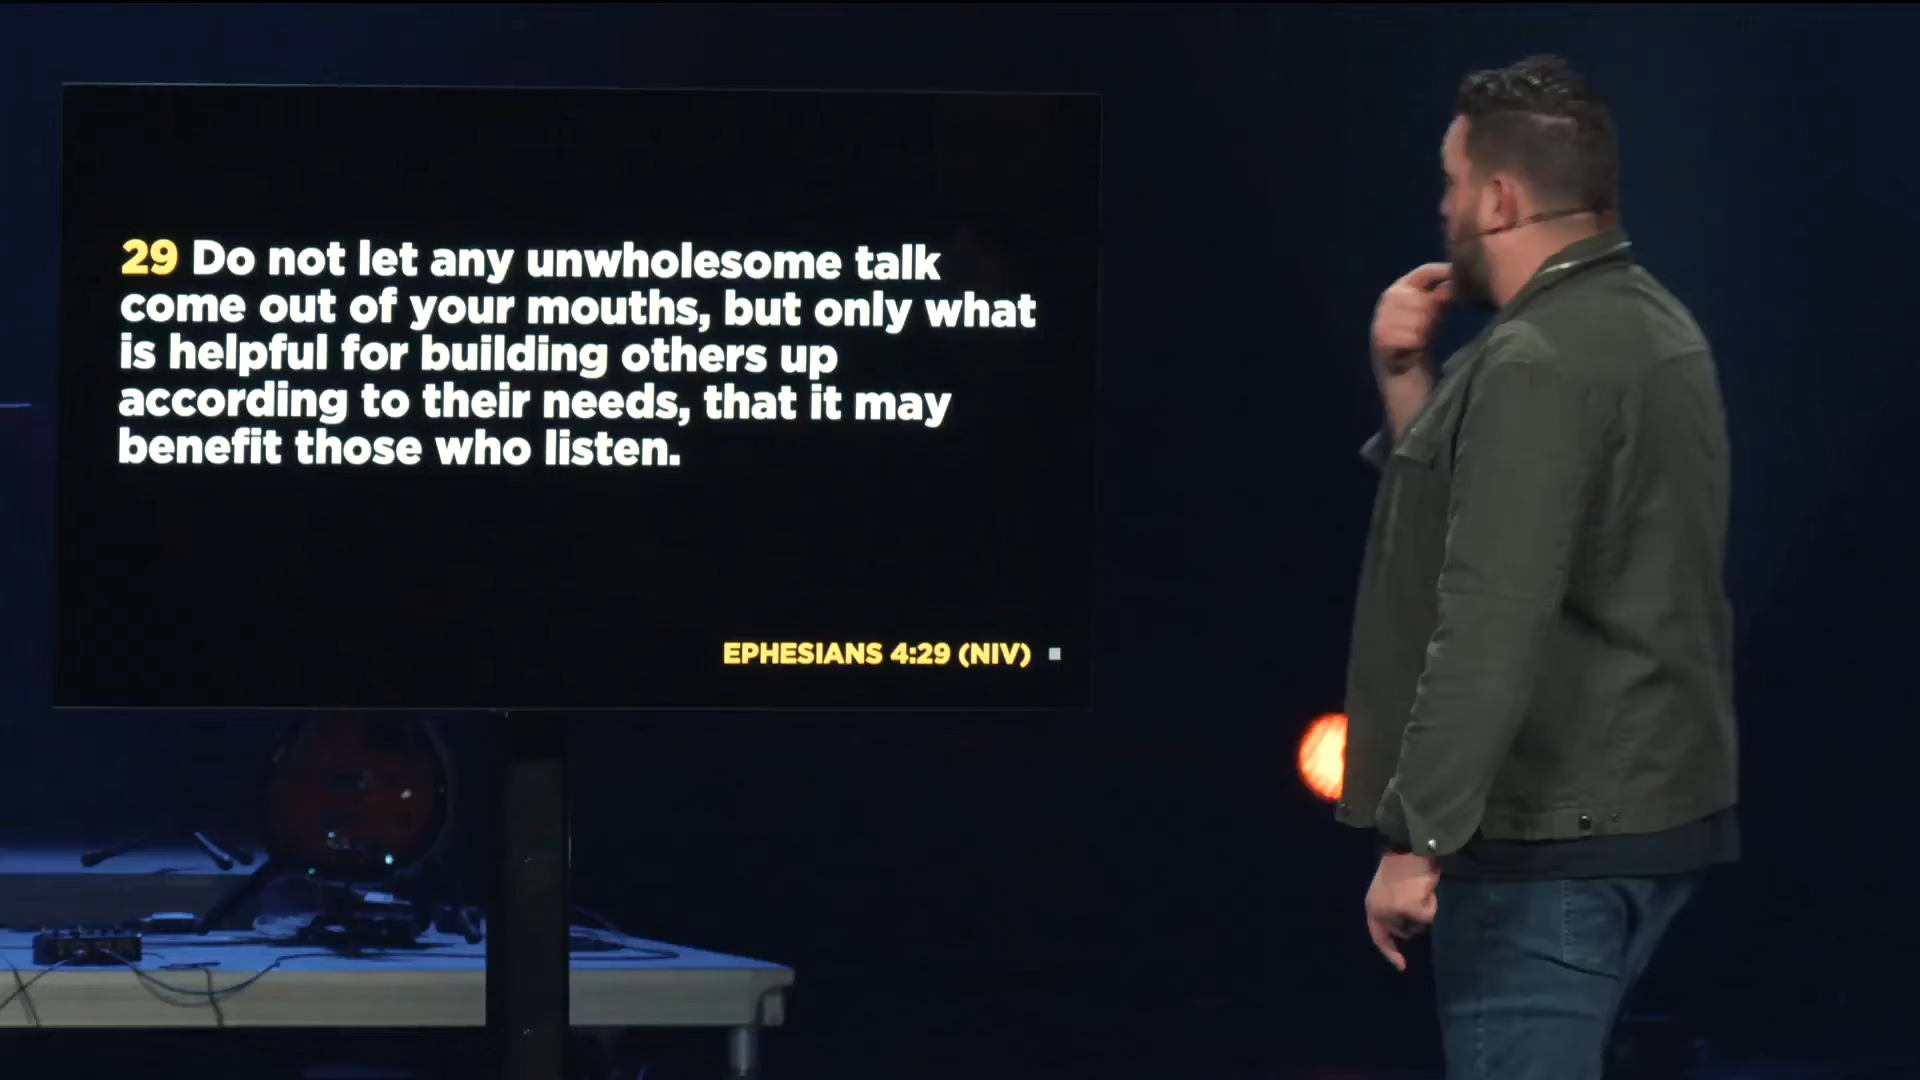 29 Do not let any unwholesome talk
come out of your mouths, but only what
is helpful for building others up
according to their needs, that it may
benefit those who listen.
EPHESIANS 4:29 (NIV)